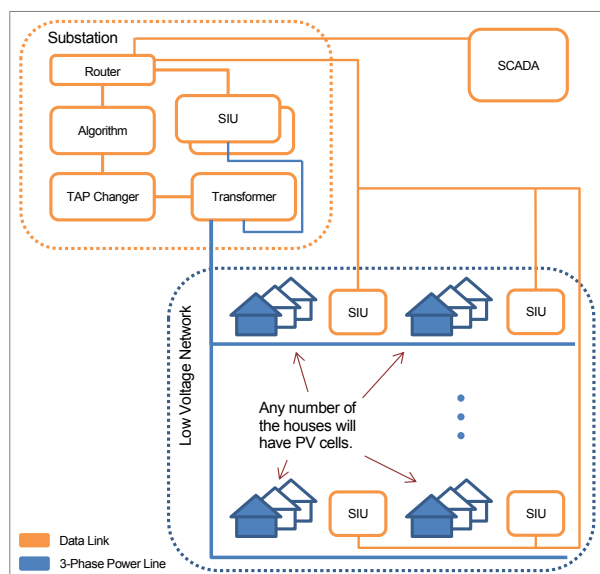 Substation
Router
SCADA
SIU
Algorithm
TAP Changer
Transformer
Low Voltage Network
SIU
SIU
Any number of
the houses will
have PV cells.
SIU
SIU
Data Link
3-Phase Power Line